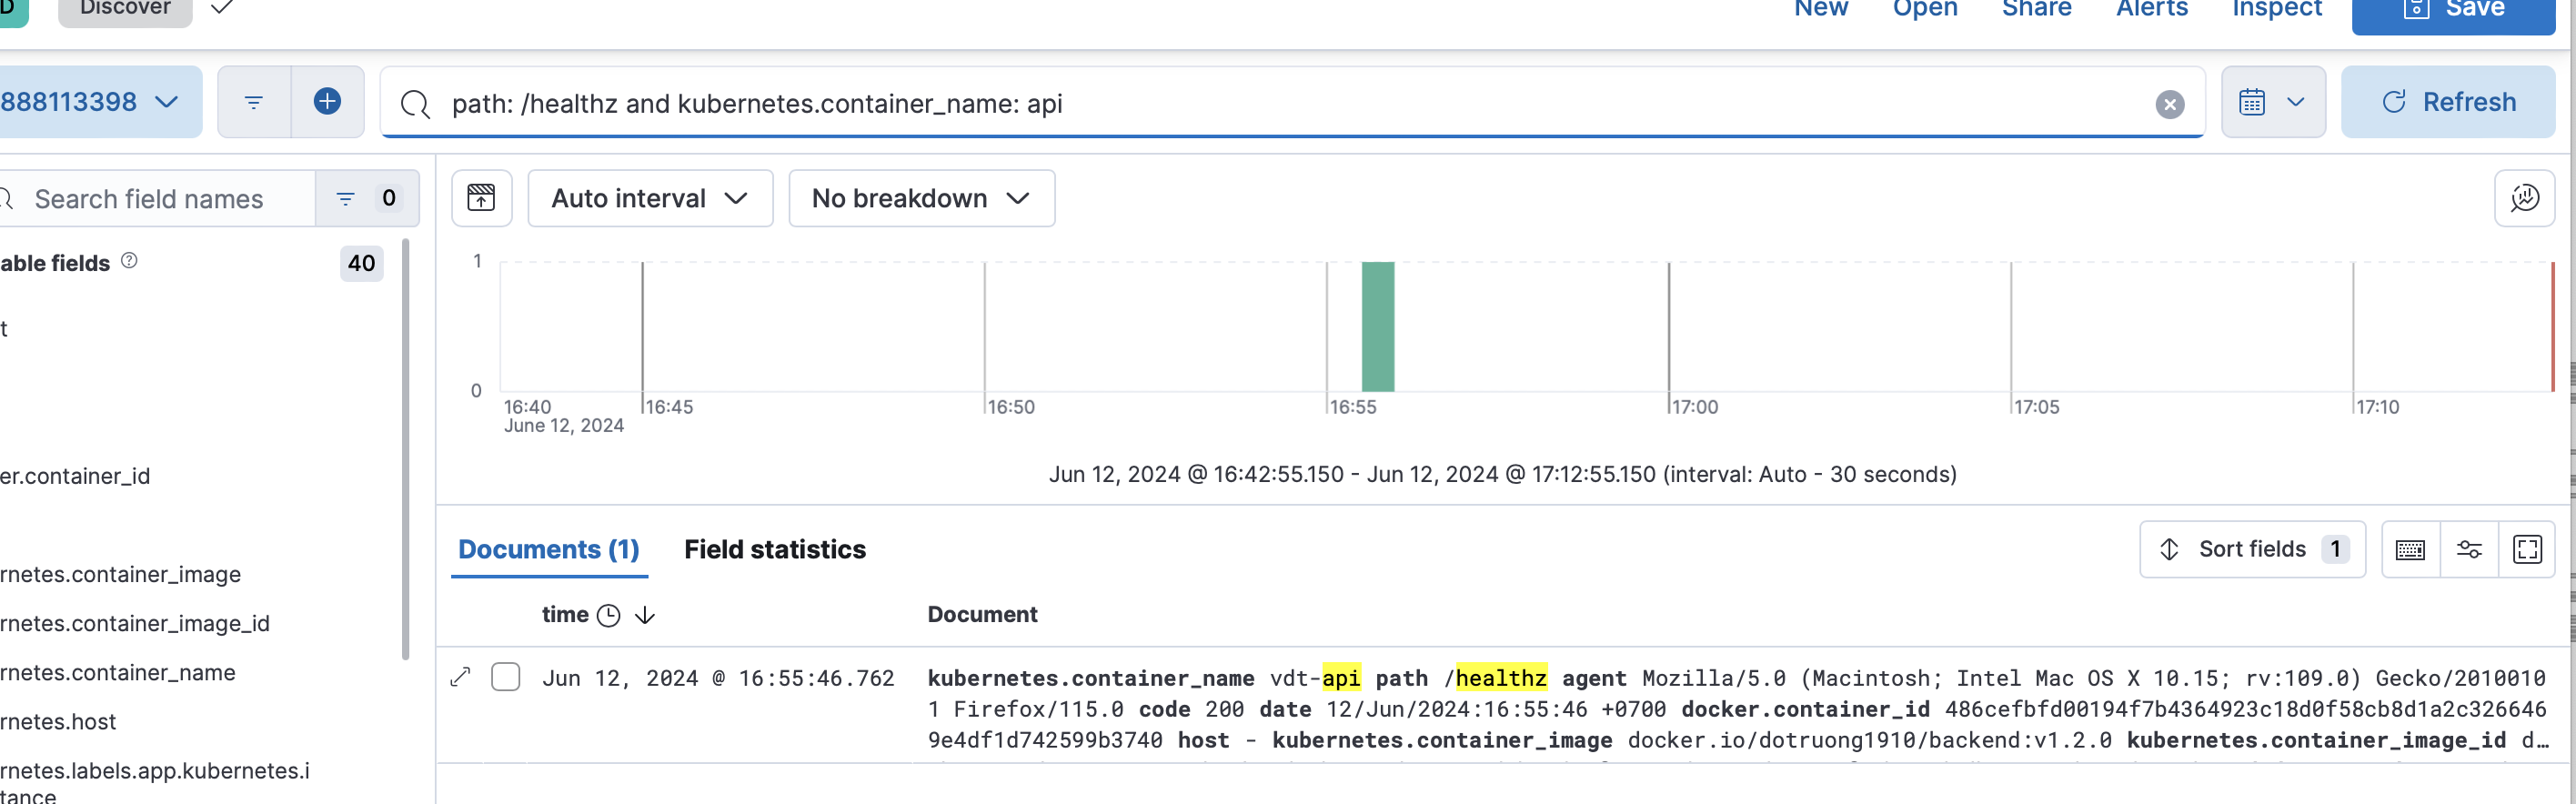 D Discover New Open Share Alerts Inspect Save
888113398 path: /healthz and kubernetes.container_name: api Refresh
Search field names 0 Auto interval No breakdown
able fields 40
t
er.container_id
rnetes.container_image
rnetes.container_image_id
rnetes.container_name
rnetes.host
rnetes.labels.app.kubernetes.i
tance
1
0
16:40 16:45 16:50 16:55 17:00 17:05 17:10
June 12, 2024
Jun 12, 2024 @ 16:42:55.150 - Jun 12, 2024 @ 17:12:55.150 (interval: Auto - 30 seconds)
Documents (1) Field statistics Sort fields 1
time Document
Jun 12, 2024 @ 16:55:46.762 kubernetes.container_name vdt-api path /healthz agent Mozilla/5.0 (Macintosh; Intel Mac OS X 10.15; rv:109.0) Gecko/2010010
1 Firefox/115.0 code 200 date 12/Jun/2024:16:55:46 +0700 docker.container_id 486cefbfd00194f7b4364923c18d0f58cb8d1a2c326646
9e4df1d742599b3740 host - kubernetes.container_image docker.io/dotruong1910/backend:v1.2.0 kubernetes.container_image_id d…